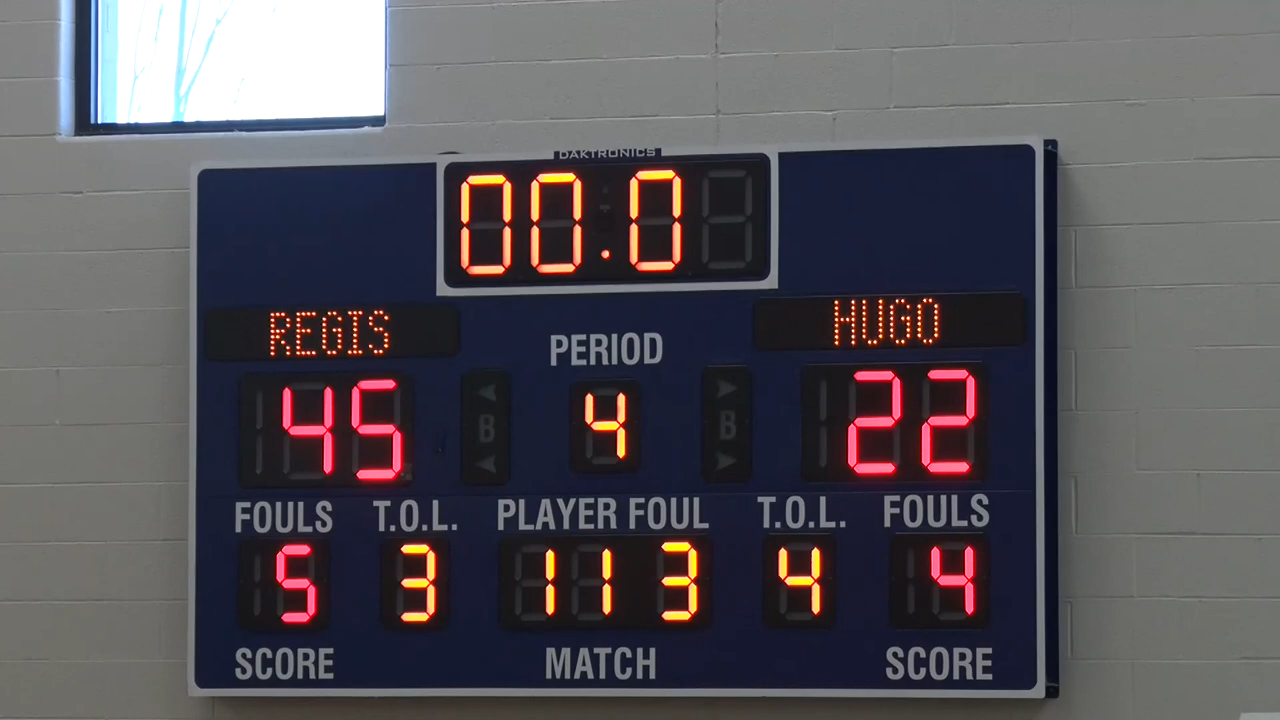 DAKTRONICS
00.0
REGIS
HUGO
PERIOD
45
B
4
B
22
FOULS T.O.L. PLAYER FOUL T.O.L. FOULS
5 3 11 3 4 4
SCORE MATCH SCORE